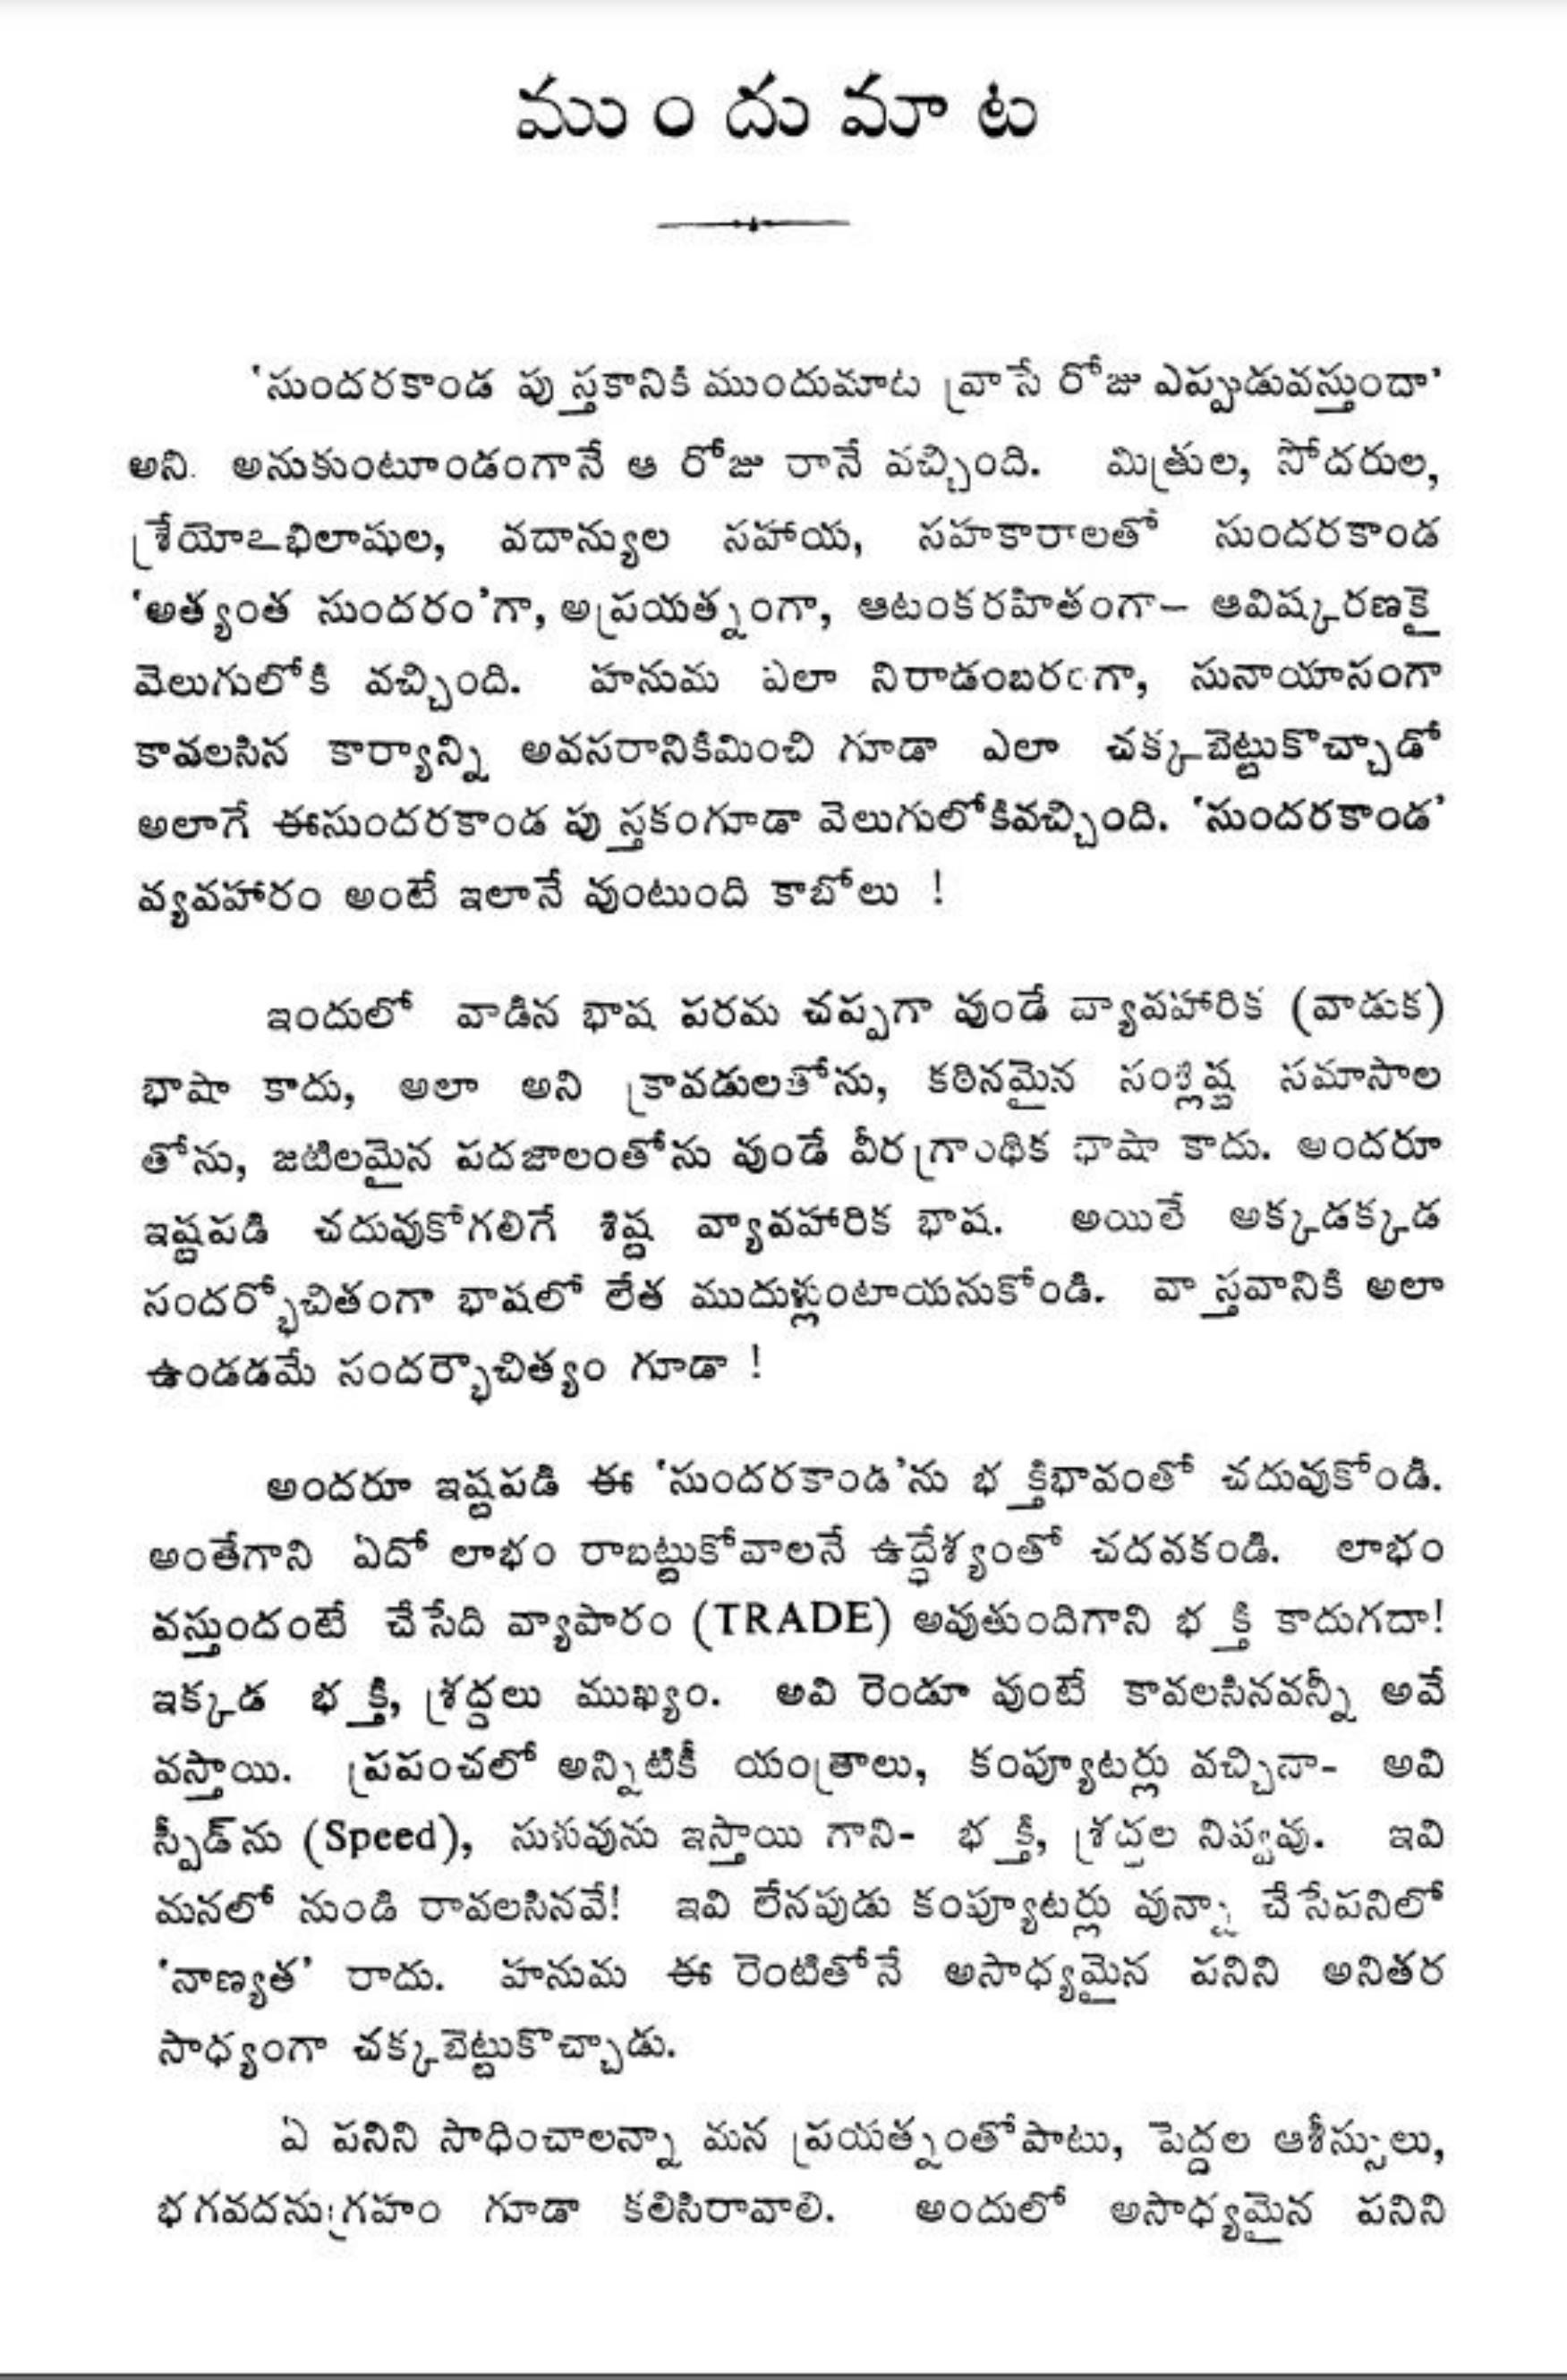 ముందుమాట
'సుందరకాండ పుస్తకానికి ముందుమాట వ్రాసే రోజు ఎప్పుడువస్తుందా'
అని. అనుకుంటూండంగానే ఆ రోజు రానే వచ్చింది. మిత్రుల, సోదరుల,
శ్రేయోఽభిలాషుల, వదాన్యుల సహాయ, సహకారాలతో సుందరకాండ
'అత్యంత సుందరం'గా, అప్రయత్నంగా, ఆటంకరహితంగా– ఆవిష్కరణకై
వెలుగులోకి వచ్చింది. హనుమ ఎలా నిరాడంబరంగా, సునాయాసంగా
కావలసిన కార్యాన్ని అవసరానికిమించి గూడా ఎలా చక్కబెట్టుకొచ్చాడో
అలాగే ఈసుందరకాండ పుస్తకంగూడా వెలుగులోకివచ్చింది. 'సుందరకాండ'
వ్యవహారం అంటే ఇలానే వుంటుంది కాబోలు !
ఇందులో వాడిన భాష పరమ చప్పగా వుండే వ్యావహారిక (వాడుక)
భాషా కాదు, అలా అని క్రావడులతోను, కఠినమైన సంశ్లిష్ట సమాసాల
తోను, జటిలమైన పదజాలంతోను వుండే వీరగ్రాంథిక భాషా కాదు. అందరూ
ఇష్టపడి చదువుకోగలిగే శిష్ట వ్యావహారిక భాష. అయితే అక్కడక్కడ
సందర్భోచితంగా భాషలో లేత ముదుళ్లుంటాయనుకోండి. వాస్తవానికి అలా
ఉండడమే సందర్భౌచిత్యం గూడా !
అందరూ ఇష్టపడి ఈ 'సుందరకాండ'ను భక్తిభావంతో చదువుకోండి.
అంతేగాని ఏదో లాభం రాబట్టుకోవాలనే ఉద్ధేశ్యంతో చదవకండి. లాభం
వస్తుందంటే చేసేది వ్యాపారం (TRADE) అవుతుందిగాని భక్తి కాదుగదా!
ఇక్కడ భక్తి, శ్రద్ధలు ముఖ్యం. అవి రెండూ వుంటే కావలసినవన్నీ అవే
వస్తాయి. ప్రపంచలో అన్నిటికీ యంత్రాలు, కంప్యూటర్లు వచ్చినా- అవి
స్పీడ్‌ను (Speed), సుఖవును ఇస్తాయి గాని- భక్తి, శ్రద్ధల నివ్వవు. ఇవి
మనలో నుండి రావలసినవే! ఇవి లేనపుడు కంప్యూటర్లు వున్నా చేసేపనిలో
'నాణ్యత' రాదు. హనుమ ఈ రెంటితోనే అసాధ్యమైన పనిని అనితర
సాధ్యంగా చక్కబెట్టుకొచ్చాడు.
ఏ పనిని సాధించాలన్నా మన ప్రయత్నంతోపాటు, పెద్దల ఆశీస్సులు,
భగవదనుగ్రహం గూడా కలిసిరావాలి. అందులో అసాధ్యమైన పనిని